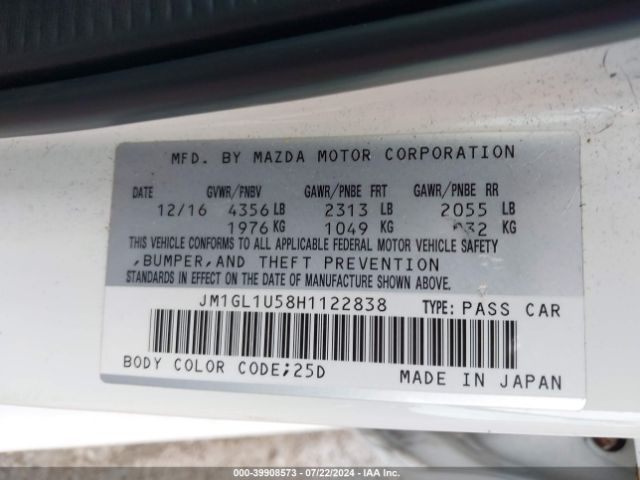 MFD. BY MAZDA MOTOR CORPORATION
DATE GVWR/PNBV GAWR/PNBE FRT GAWR/PNBE RR
12/16 4356 LB 2313 LB 2055 LB
1976 KG 1049 KG KG
THIS VEHICLE CONFORMS TO ALL APPLICABLE FEDERAL MOTOR VEHICLE SAFETY
,BUMPER,AND THEFT PREVENTION
STANDARDS IN EFFECT ON THE DATE OF MANUFACTURE SHOWN ABOVE.
JM1GL1U58H1122838 TYPE: PASS CAR
BODY COLOR CODE;25D
MADE IN JAPAN
000-39908573 - 07/22/2024 - IAA Inc.